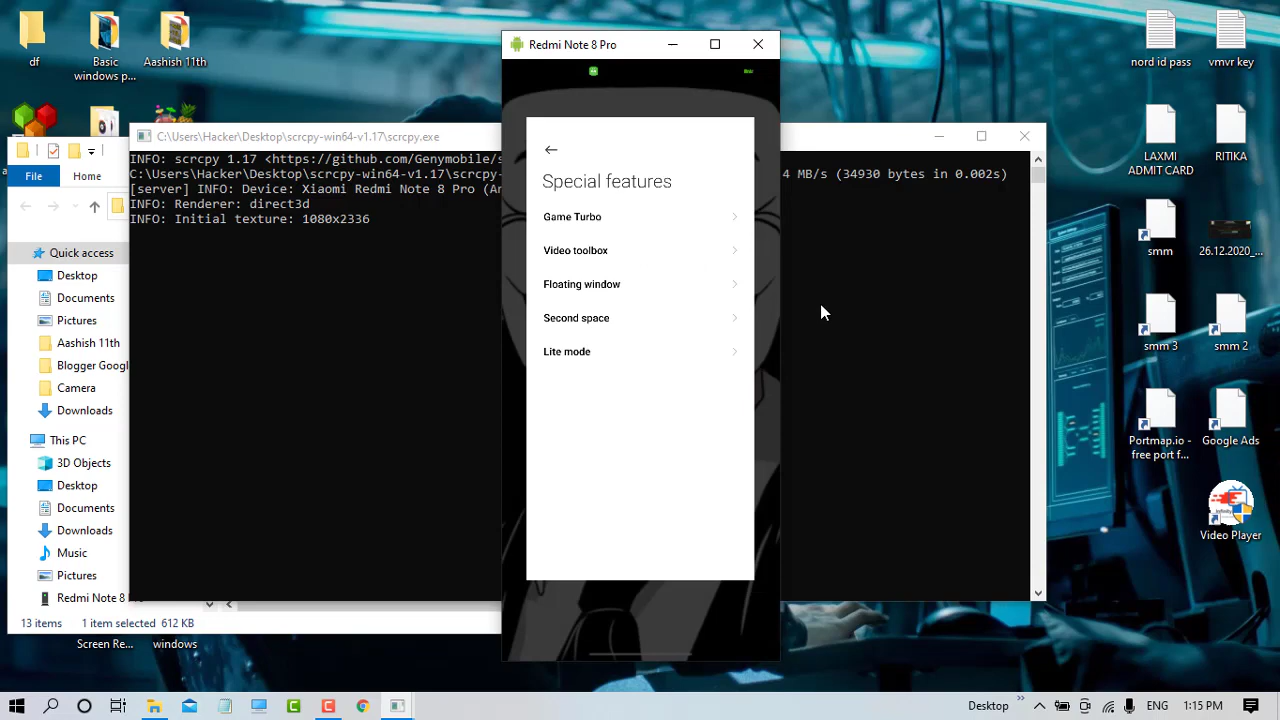 df
Basic
windows p...
Aashish 11th
nord id pass
vmvr key
LAXMI
ADMIT CARD
RITIKA
smm
26.12.2020_...
smm 3
smm 2
Portmap.io -
free port f...
Google Ads
Video Player
Screen Re...
windows
File
Home
Quick access
Desktop
Documents
Pictures
Aashish 11th
Blogger Googl
Camera
Downloads
This PC
3D Objects
Desktop
Documents
Downloads
Music
Pictures
Redmi Note 8
13 items
1 item selected 612 KB
C:\Users\Hacker\Desktop\scrcpy-win64-v1.17\scrcpy.exe
INFO: scrcpy 1.17 <https://github.com/Genymobile/s
C:\Users\Hacker\Desktop\scrcpy-win64-v1.17\scrcpy- 4 MB/s (34930 bytes in 0.002s)
[server] INFO: Device: Xiaomi Redmi Note 8 Pro (An
INFO: Renderer: direct3d
INFO: Initial texture: 1080x2336
Redmi Note 8 Pro
Special features
Game Turbo
Video toolbox
Floating window
Second space
Lite mode
Desktop
ENG
1:15 PM